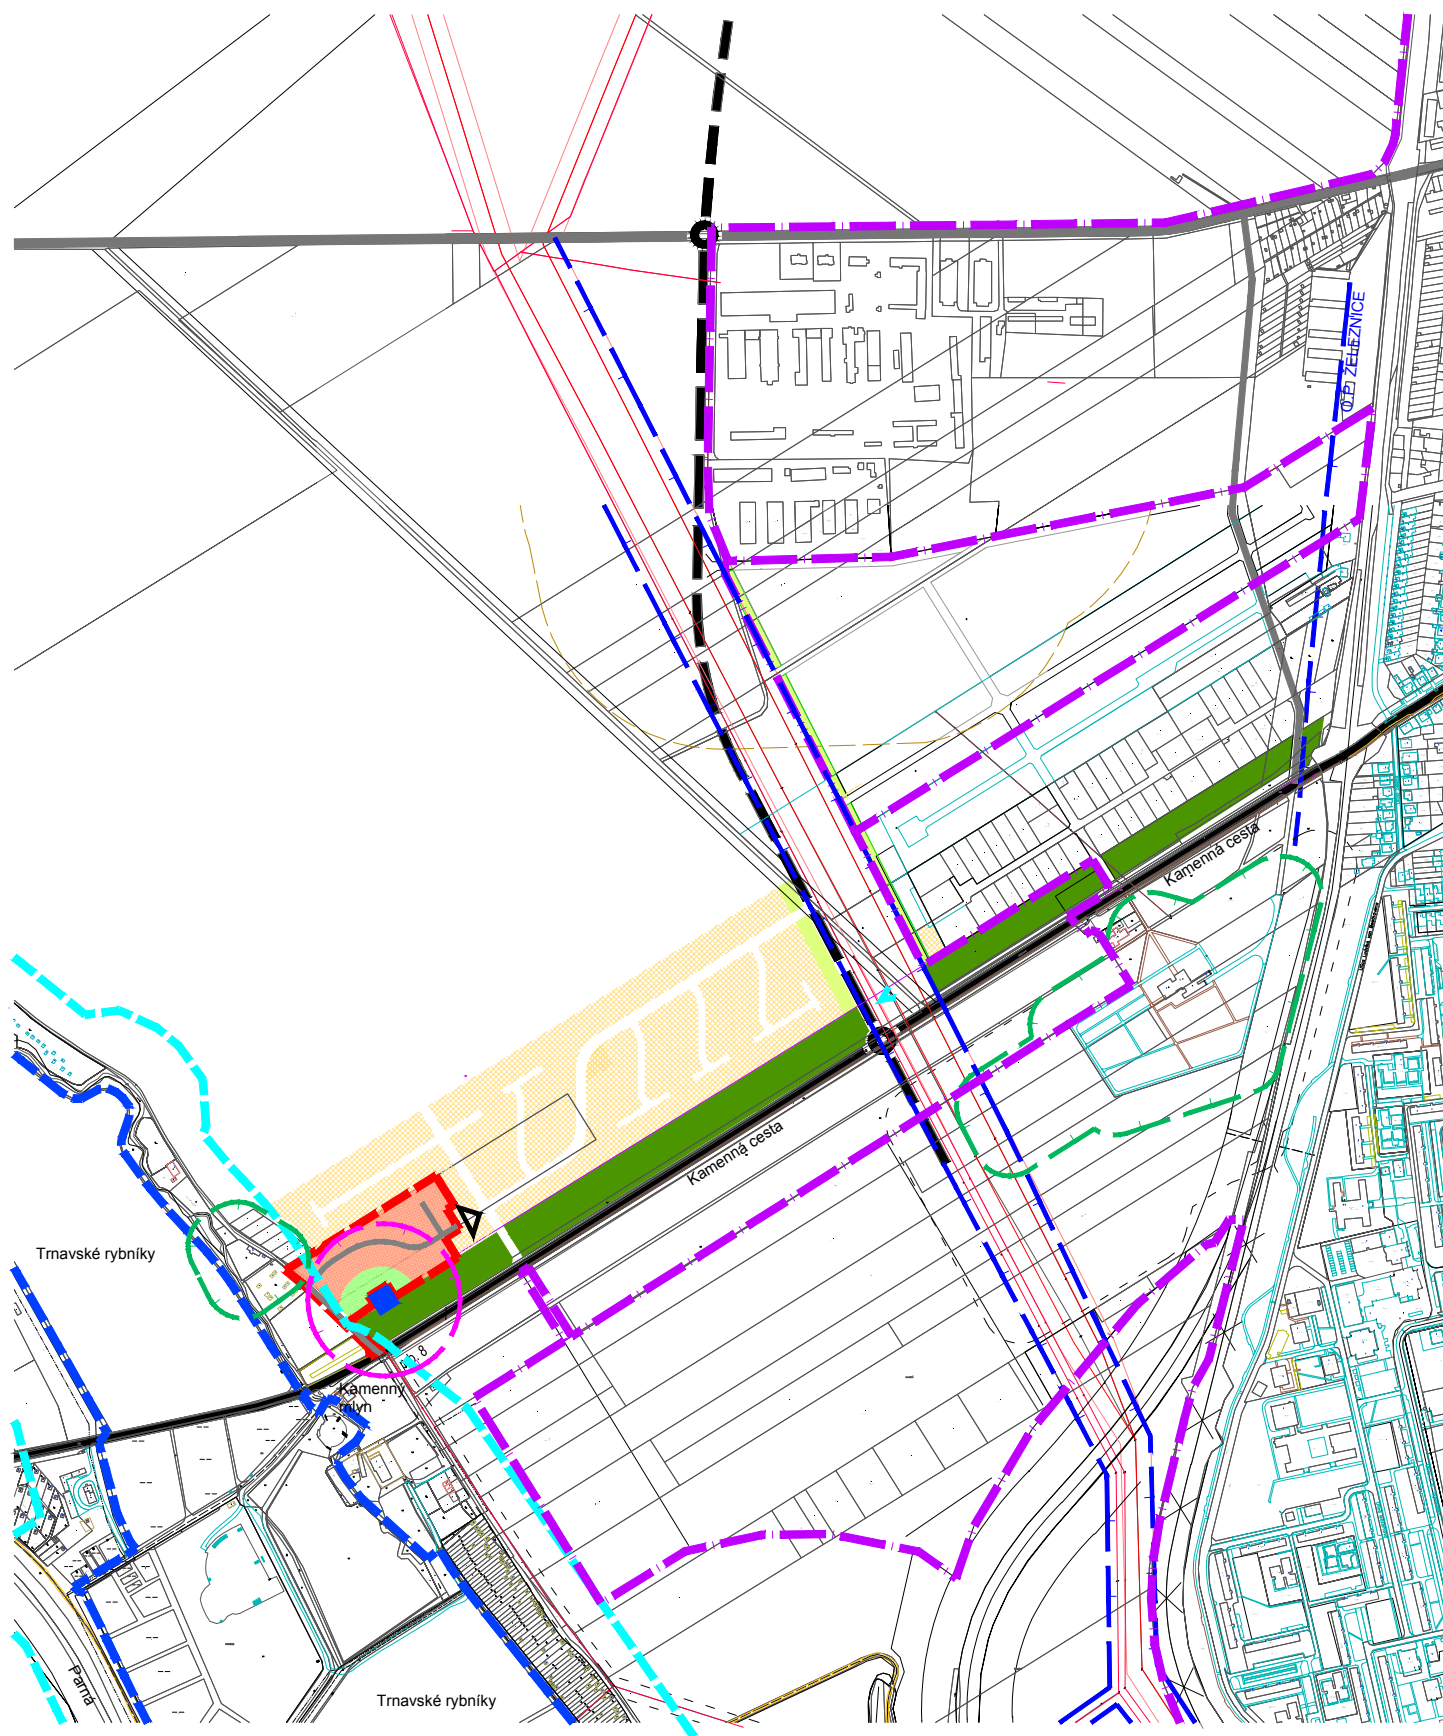 O.P. ŽELEZNICE
Kamenná cesta
Kamenná cesta
Trnavské rybníky
Kamenný
mlyn
Parná
Trnavské rybníky